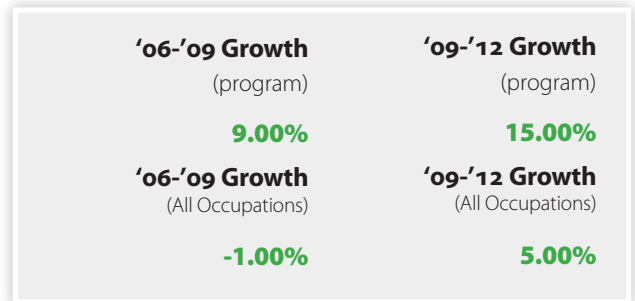 ‘06-’09 Growth
(program)
9.00%
‘09-’12 Growth
(program)
15.00%
‘06-’09 Growth
(All Occupations)
-1.00%
‘09-’12 Growth
(All Occupations)
5.00%